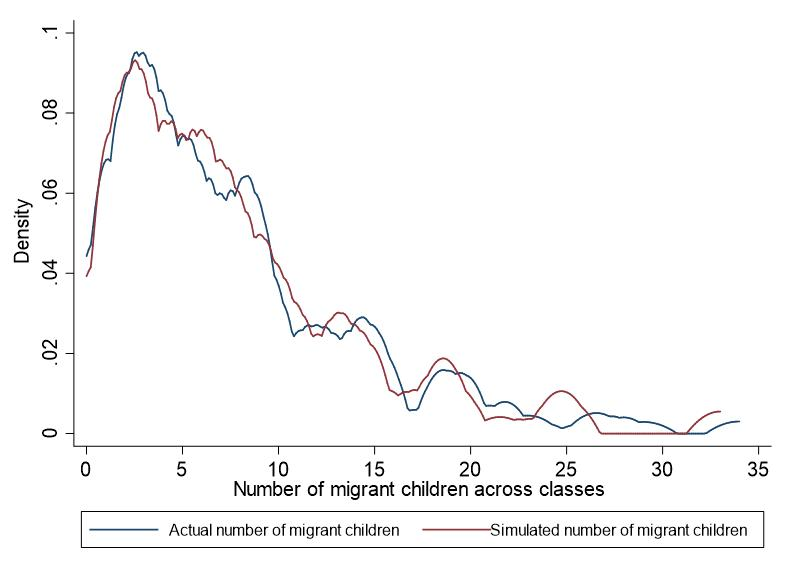 .1
.08
.06
.04
.02
0
Density
0 5 10 15 20 25 30 35
Number of migrant children across classes
Actual number of migrant children Simulated number of migrant children